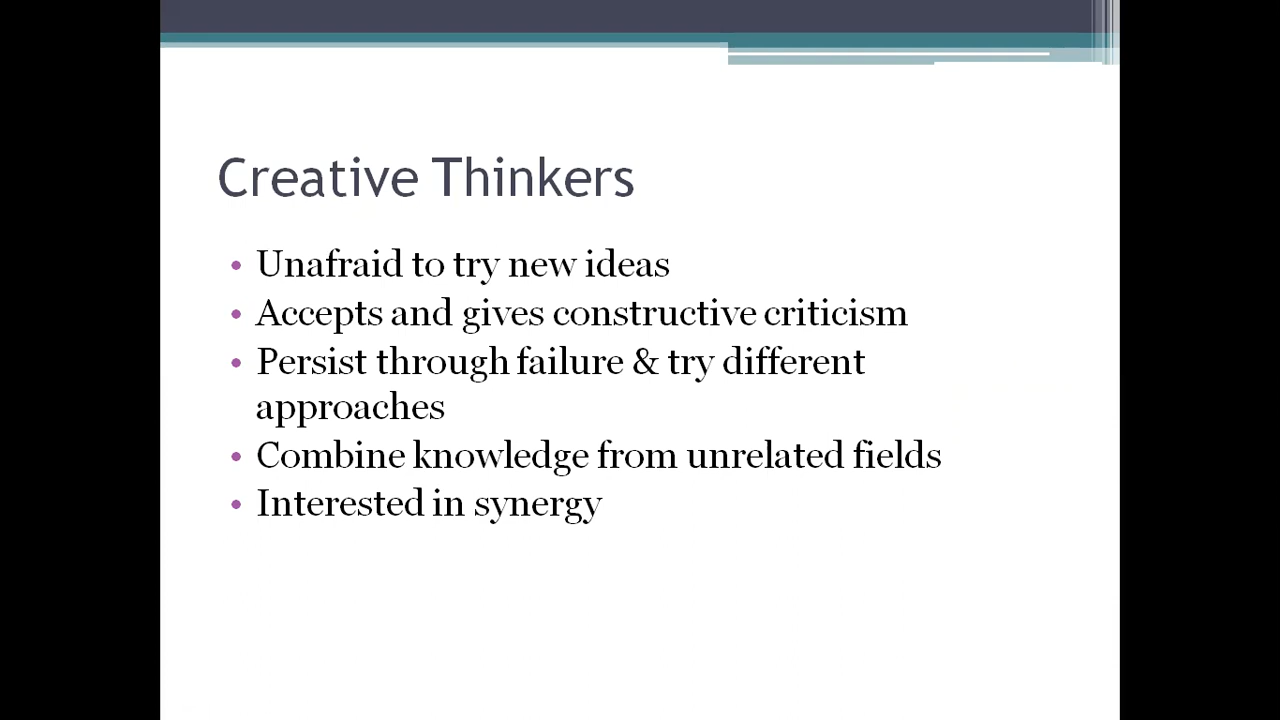 Creative Thinkers
• Unafraid to try new ideas
• Accepts and gives constructive criticism
• Persist through failure & try different
approaches
• Combine knowledge from unrelated fields
• Interested in synergy